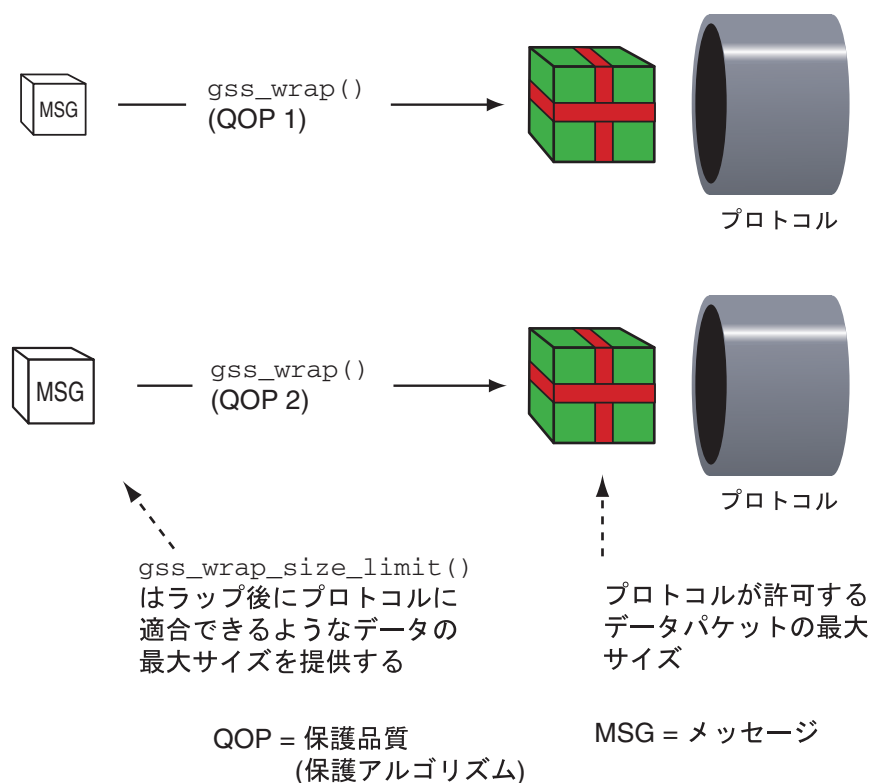 MSG
gss_wrap()
(QOP 1)
プロトコル
MSG
gss_wrap()
(QOP 2)
プロトコル
gss_wrap_size_limit()
はラップ後にプロトコルに
適合できるようなデータの
最大サイズを提供する
プロトコルが許可する
データパケットの最大
サイズ
QOP = 保護品質
(保護アルゴリズム)
MSG = メッセージ